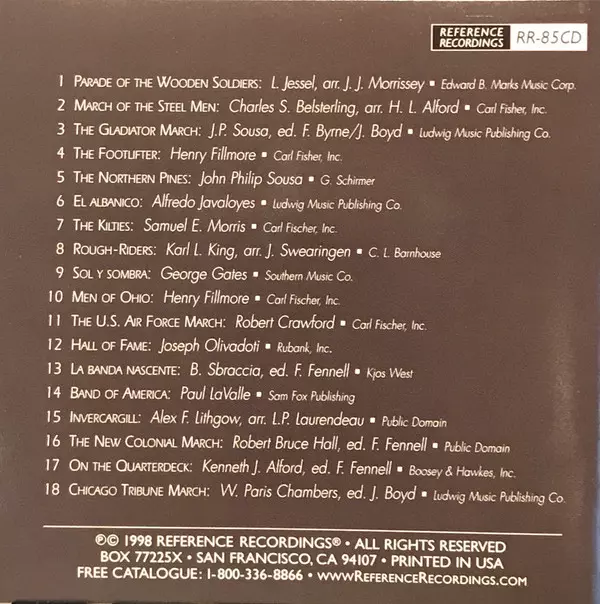 REFERENCE
RECORDINGS
RR-85CD
1 PARADE OF THE WOODEN SOLDIERS: L. Jessel, arr. J. J. Morrissey ▪ Edward B. Marks Music Corp.
2 MARCH OF THE STEEL MEN: Charles S. Belsterling, arr. H. L. Alford ▪ Carl Fisher, Inc.
3 THE GLADIATOR MARCH: J.P. Sousa, ed. F. Byrne/J. Boyd ▪ Ludwig Music Publishing Co.
4 THE FOOTLIFTER: Henry Fillmore ▪ Carl Fisher, Inc.
5 THE NORTHERN PINES: John Philip Sousa ▪ G. Schirmer
6 EL ALBANICO: Alfredo Javaloyes ▪ Ludwig Music Publishing Co.
7 THE KILTIES: Samuel E. Morris ▪ Carl Fischer, Inc.
8 ROUGH-RIDERS: Karl L. King, arr. J. Swearingen ▪ C. L. Barnhouse
9 SOL Y SOMBRA: George Gates ▪ Southern Music Co.
10 MEN OF OHIO: Henry Fillmore ▪ Carl Fischer, Inc.
11 THE U.S. AIR FORCE MARCH: Robert Crawford ▪ Carl Fischer, Inc.
12 HALL OF FAME: Joseph Olivadoti ▪ Rubank, Inc.
13 LA BANDA NASCENTE: B. Sbraccia, ed. F. Fennell ▪ Kjos West
14 BAND OF AMERICA: Paul LaValle ▪ Sam Fox Publishing
15 INVERCARGILL: Alex F. Lithgow, arr. L.P. Laurendeau ▪ Public Domain
16 THE NEW COLONIAL MARCH: Robert Bruce Hall, ed. F. Fennell ▪ Public Domain
17 ON THE QUARTERDECK: Kenneth J. Alford, ed. F. Fennell ▪ Boosey & Hawkes, Inc.
18 CHICAGO TRIBUNE MARCH: W. Paris Chambers, ed. J. Boyd ▪ Ludwig Music Publishing Co.
℗© 1998 REFERENCE RECORDINGS® • ALL RIGHTS RESERVED
BOX 77225X • SAN FRANCISCO, CA 94107 • PRINTED IN USA
FREE CATALOGUE: 1-800-336-8866 • WWW.REFERENCERECORDINGS.COM